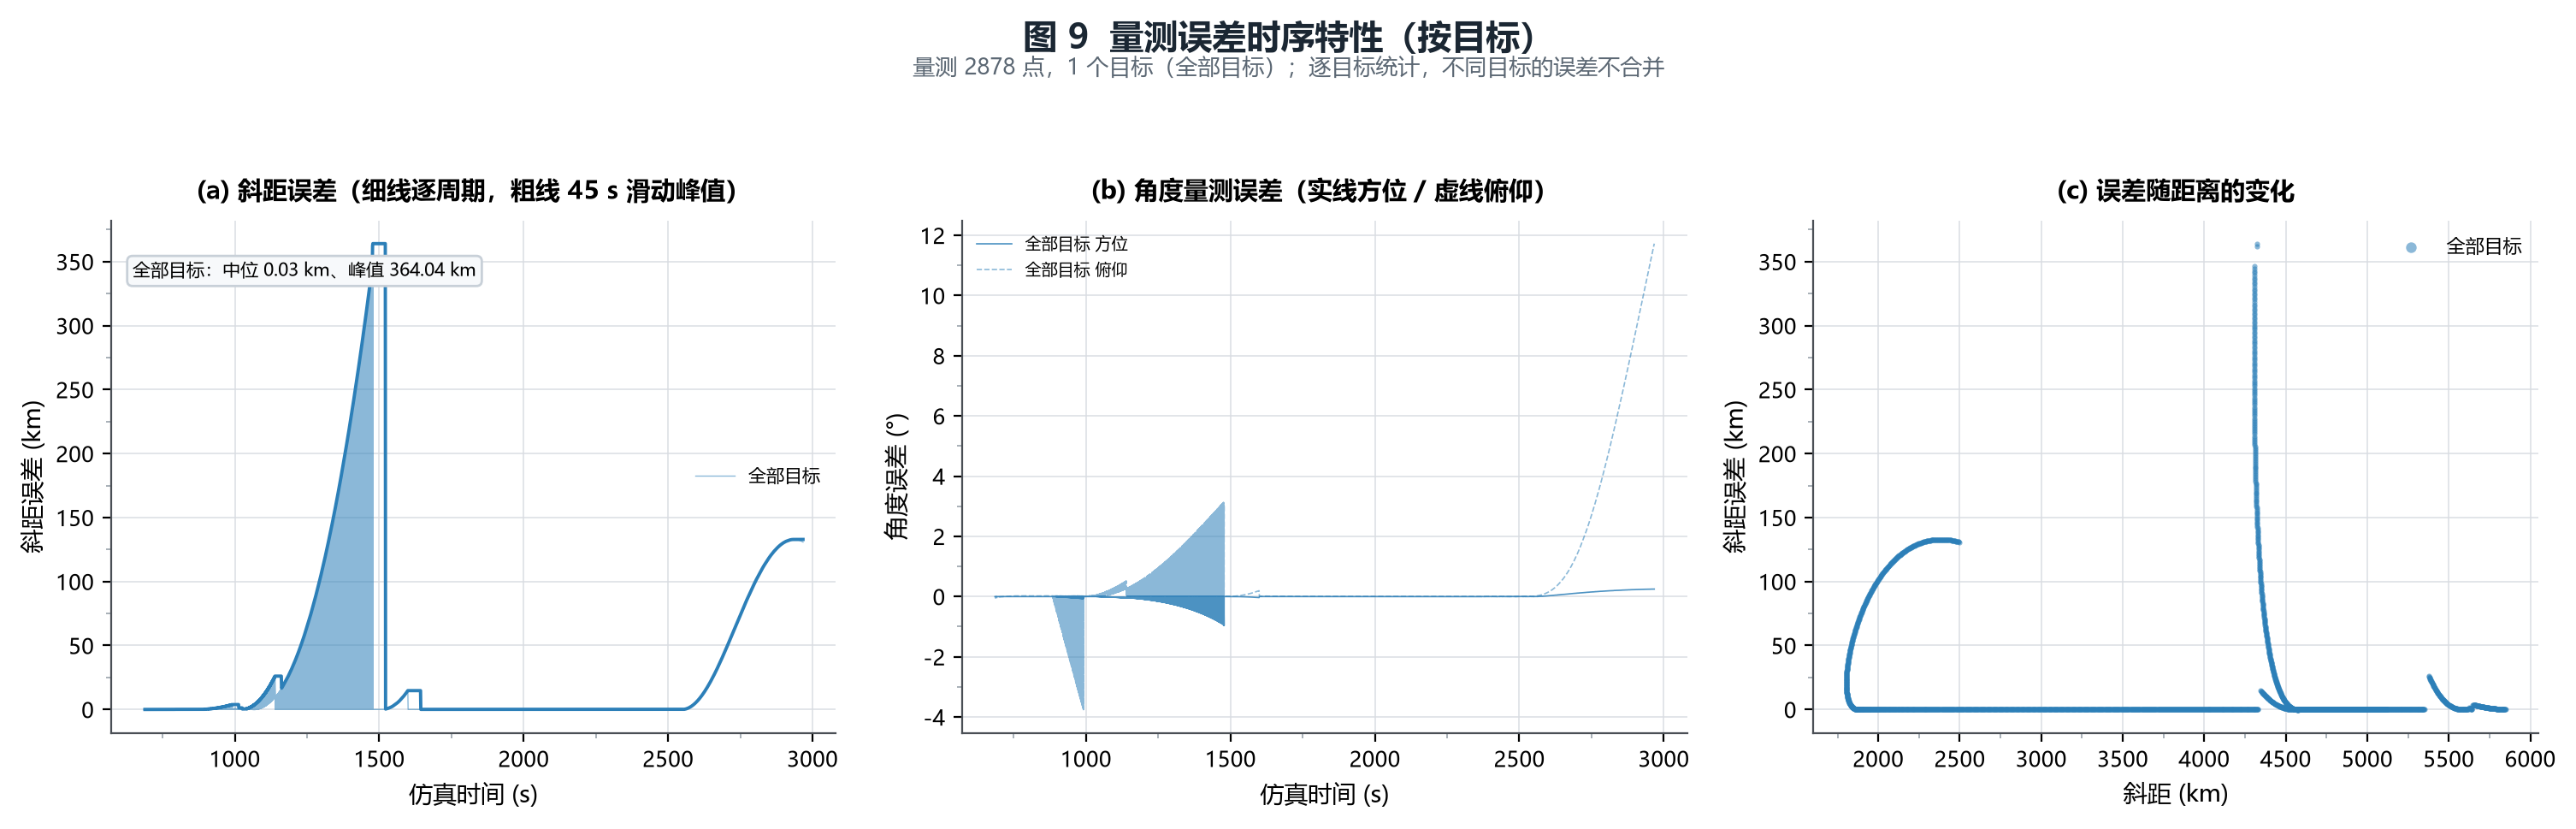 图 9 量测误差时序特性（按目标）
量测 2878 点，1 个目标（全部目标）；逐目标统计，不同目标的误差不合并
(a) 斜距误差（细线逐周期，粗线 45 s 滑动峰值）
斜距误差 (km)
350
300
250
200
150
100
50
0
全部目标：中位 0.03 km、峰值 364.04 km
全部目标
1000 1500 2000 2500 3000
仿真时间 (s)
(b) 角度量测误差（实线方位 / 虚线俯仰）
角度误差 (°)
12
10
8
6
4
2
0
-2
-4
全部目标 方位
全部目标 俯仰
1000 1500 2000 2500 3000
仿真时间 (s)
(c) 误差随距离的变化
斜距误差 (km)
350
300
250
200
150
100
50
0
全部目标
2000 2500 3000 3500 4000 4500 5000 5500 6000
斜距 (km)